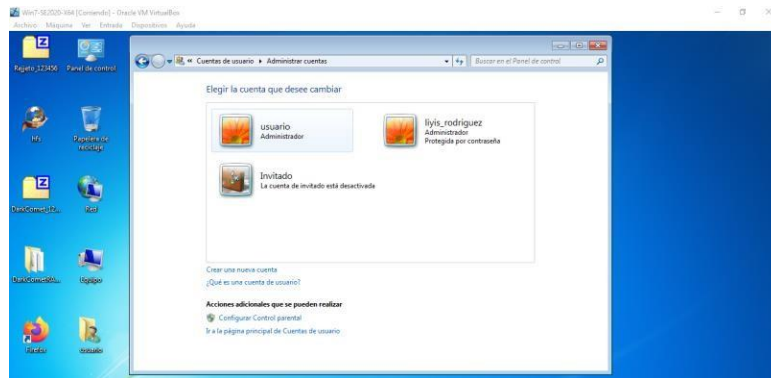 Win7-SE2020-X64 [Corriendo] - Oracle VM VirtualBox
Archivo Máquina Ver Entrada Dispositivos Ayuda
Rejjeto_123456
Panel de control
« Cuentas de usuario ▸ Administrar cuentas
Buscar en el Panel de control
Elegir la cuenta que desee cambiar
usuario
Administrador
liyis_rodriguez
Administrador
Protegida por contraseña
Invitado
La cuenta de invitado está desactivada
hfs
Papelera de
reciclaje
DarkComet_12...
Red
DarkCometRA...
Equipo
Firefox
usuario
Crear una nueva cuenta
¿Qué es una cuenta de usuario?
Acciones adicionales que se pueden realizar
Configurar Control parental
Ir a la página principal de Cuentas de usuario